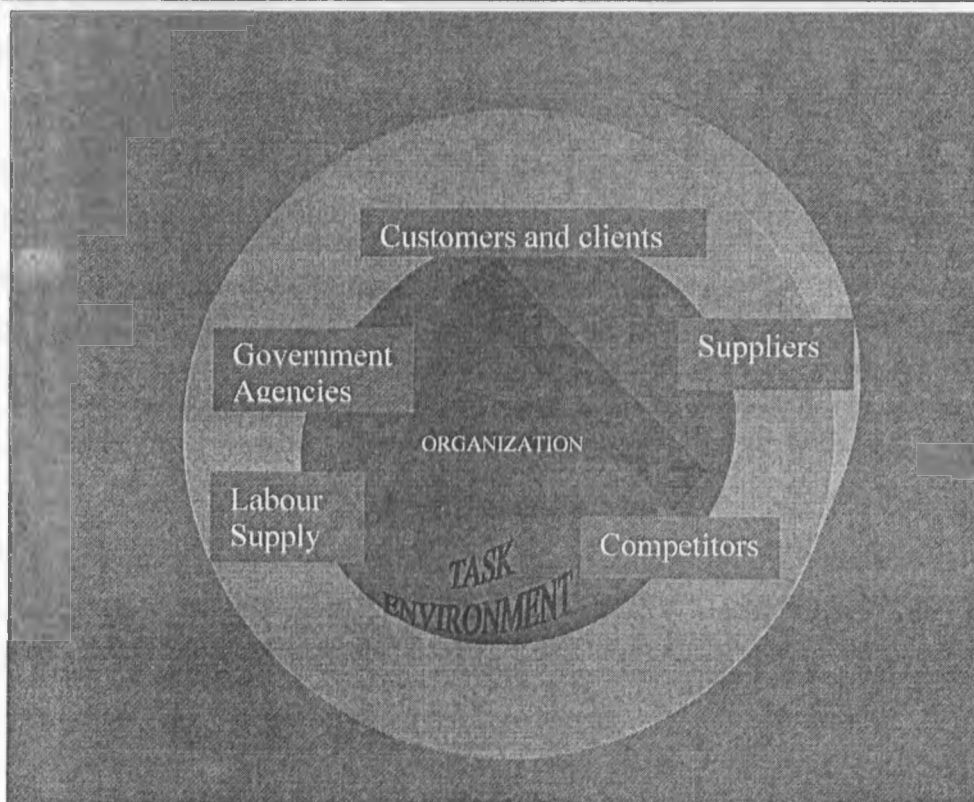 Customers and clients
Government
Agencies
Suppliers
ORGANIZATION
Labour
Supply
Competitors
TASK
ENVIRONMENT